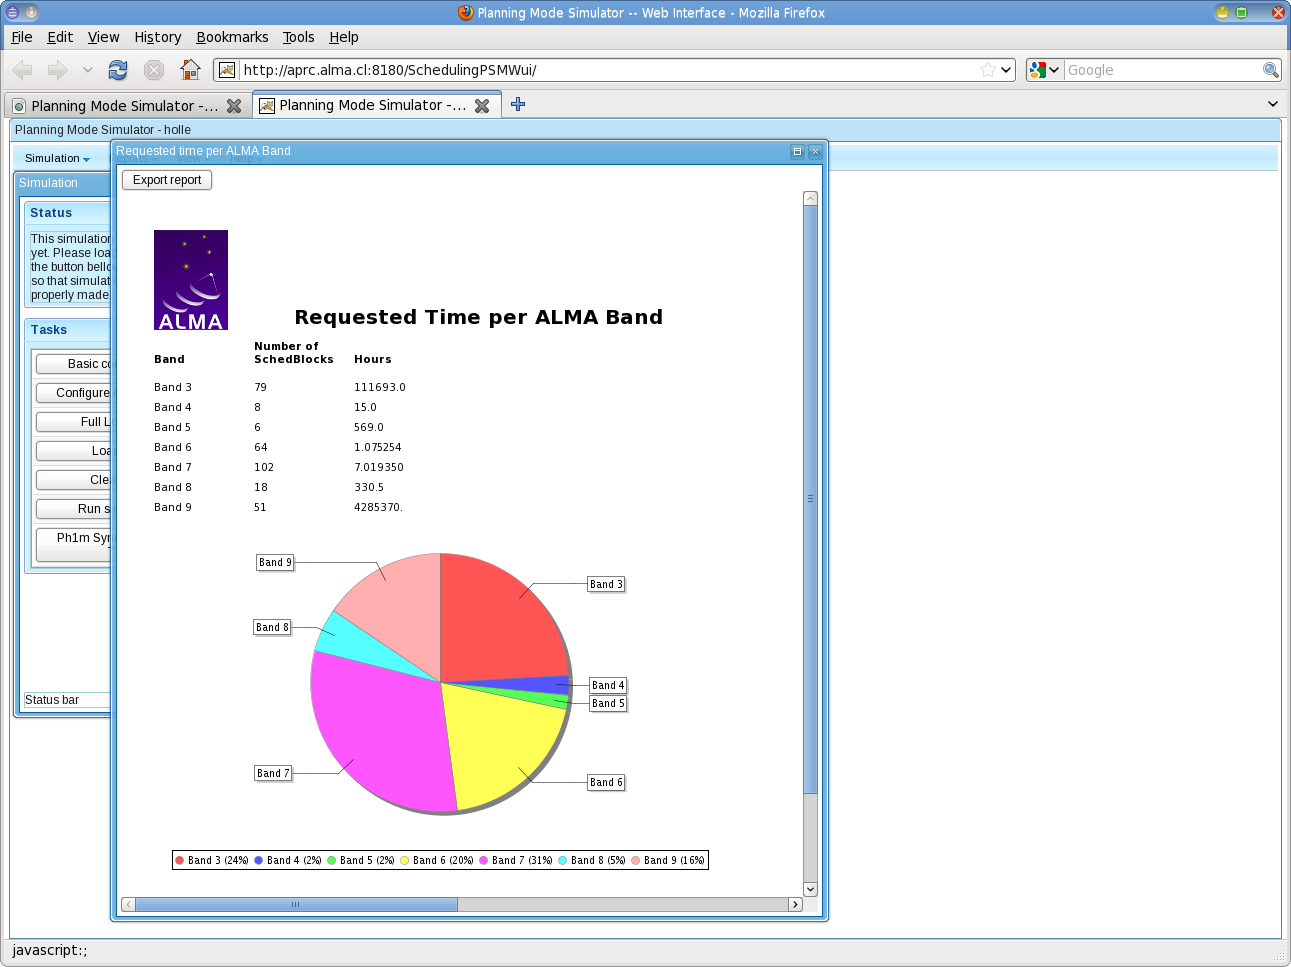 Planning Mode Simulator -- Web Interface - Mozilla Firefox
File Edit View History Bookmarks Tools Help
http://aprc.alma.cl:8180/SchedulingPSMWui/
Google
Planning Mode Simulator -...
Planning Mode Simulator -...
Planning Mode Simulator - holle
Simulation
Requested time per ALMA Band
Simulation
Export report
Status
This simulation
yet. Please loa
the button bello
so that simulat
properly made
Tasks
Basic co
Configure
Full L
Loa
Clea
Run s
Ph1m Syn
Status bar
ALMA
Requested Time per ALMA Band
Band Number of SchedBlocks Hours
Band 3 79 111693.0
Band 4 8 15.0
Band 5 6 569.0
Band 6 64 1.075254
Band 7 102 7.019350
Band 8 18 330.5
Band 9 51 4285370.
Band 9
Band 3
Band 8
Band 4
Band 5
Band 7
Band 6
Band 3 (24%) Band 4 (2%) Band 5 (2%) Band 6 (20%) Band 7 (31%) Band 8 (5%) Band 9 (16%)
javascript:;